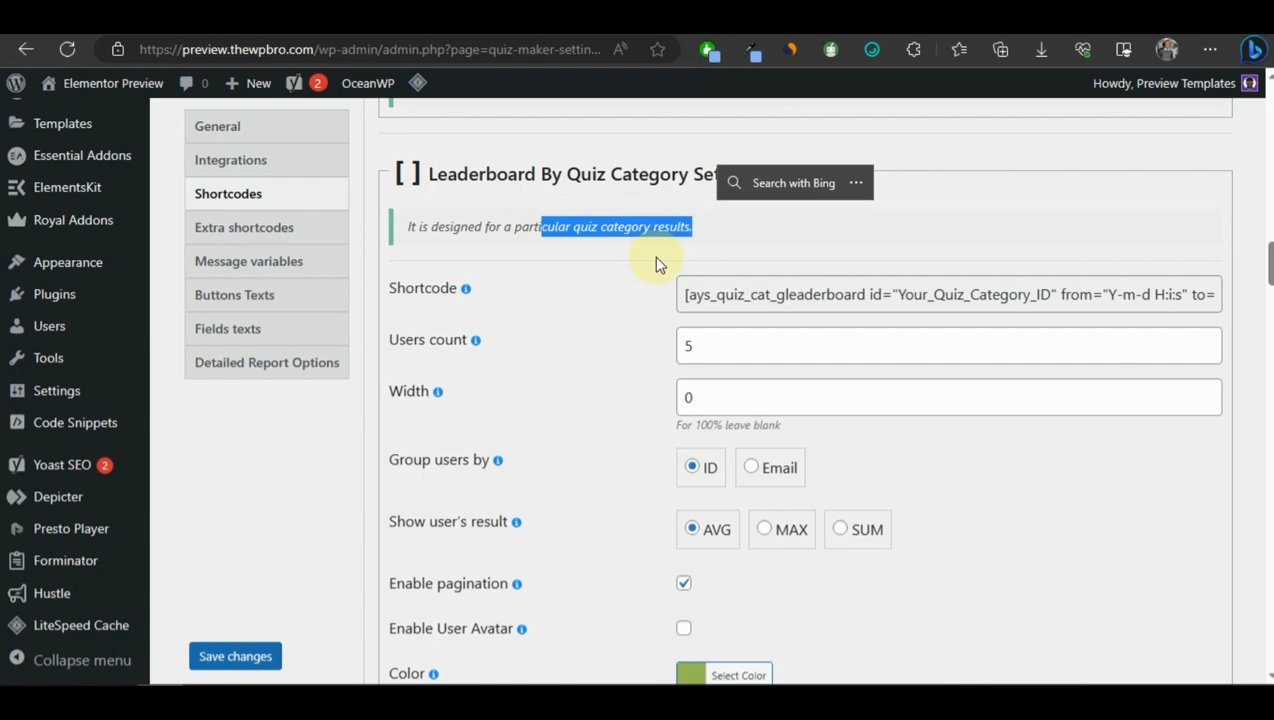 https://preview.thewpbro.com/wp-admin/admin.php?page=quiz-maker-settin...
Elementor Preview
0
New
2
OceanWP
Howdy, Preview Templates
Templates
Essential Addons
ElementsKit
Royal Addons
Appearance
Plugins
Users
Tools
Settings
Code Snippets
Yoast SEO 2
Depicter
Presto Player
Forminator
Hustle
LiteSpeed Cache
Collapse menu
General
Integrations
Shortcodes
Extra shortcodes
Message variables
Buttons Texts
Fields texts
Detailed Report Options
Save changes
[ ] Leaderboard By Quiz Category
Search with Bing
It is designed for a particular quiz category results.
Shortcode
[ays_quiz_cat_gleaderboard id="Your_Quiz_Category_ID" from="Y-m-d H:i:s" to=
Users count
5
Width
0
For 100% leave blank
Group users by
ID
Email
Show user's result
AVG
MAX
SUM
Enable pagination
Enable User Avatar
Color
Select Color